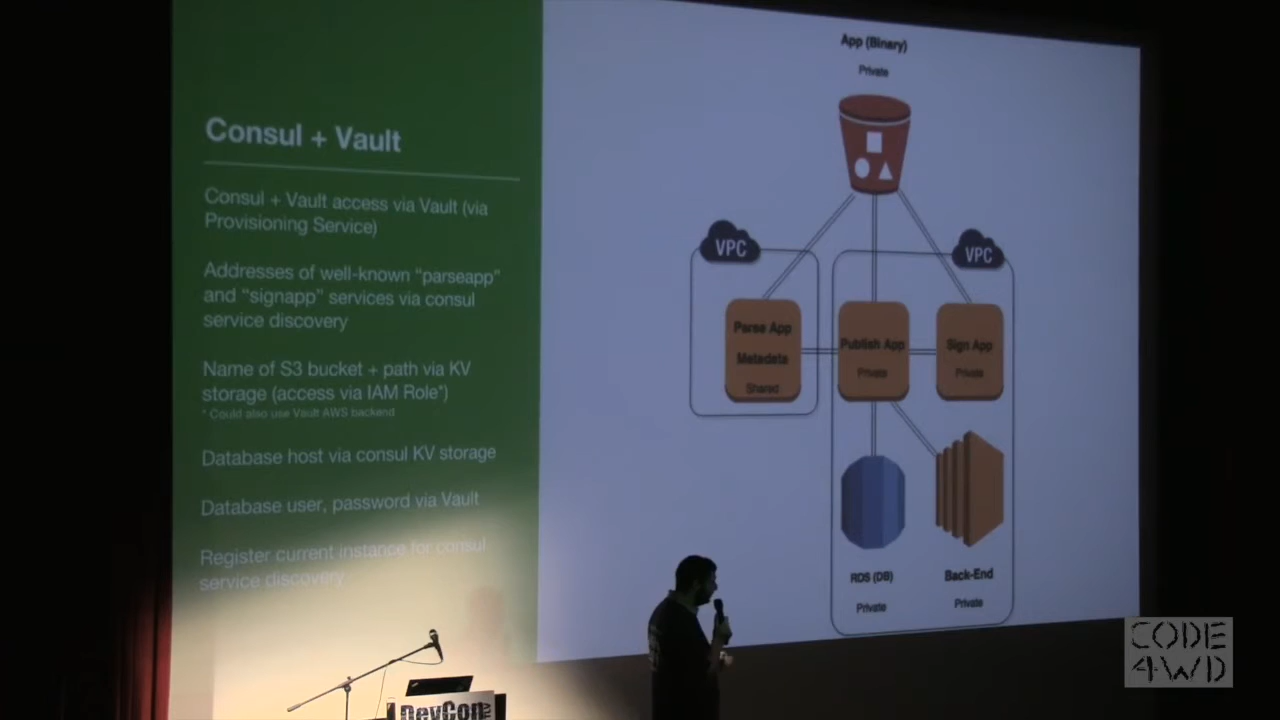 Consul + Vault
Consul + Vault access via Vault (via
Provisioning Service)
Addresses of well-known “parseapp”
and “signapp” services via consul
service discovery
Name of S3 bucket + path via KV
storage (access via IAM Role*)
* Could also use Vault AWS backend
Database host via consul KV storage
Database user, password via Vault
Register current instance for consul
service discovery
App (Binary)
Private
VPC
VPC
Parse App
Metadata
Shared
Publish App
Private
Sign App
Private
RDS (DB)
Private
Back-End
Private
DevCon
CODE
4WD